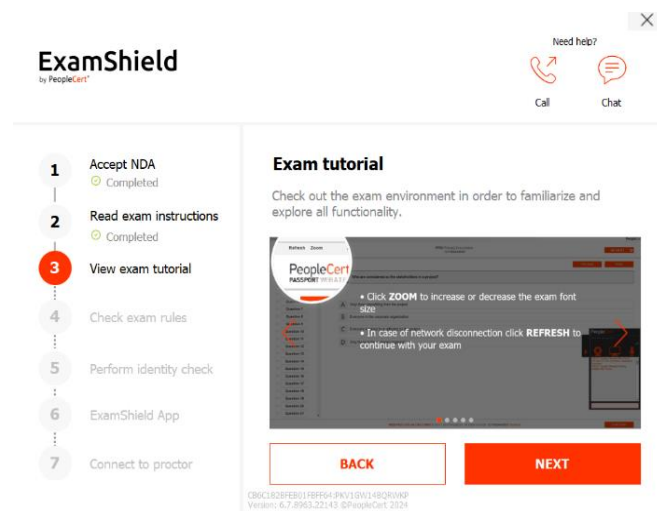 Need help?
ExamShield
by PeopleCert
Call
Chat
1
Accept NDA
Completed
2
Read exam instructions
Completed
3
View exam tutorial
4
Check exam rules
5
Perform identity check
6
ExamShield App
7
Connect to proctor
Exam tutorial
Check out the exam environment in order to familiarize and
explore all functionality.
Refresh Zoom
PeopleCert
• Click ZOOM to increase or decrease the exam font
size
• In case of network disconnection click REFRESH to
continue with your exam
A
B
C
D
BACK
NEXT
Version: 6.7.8963.22143 ©PeopleCert 2024